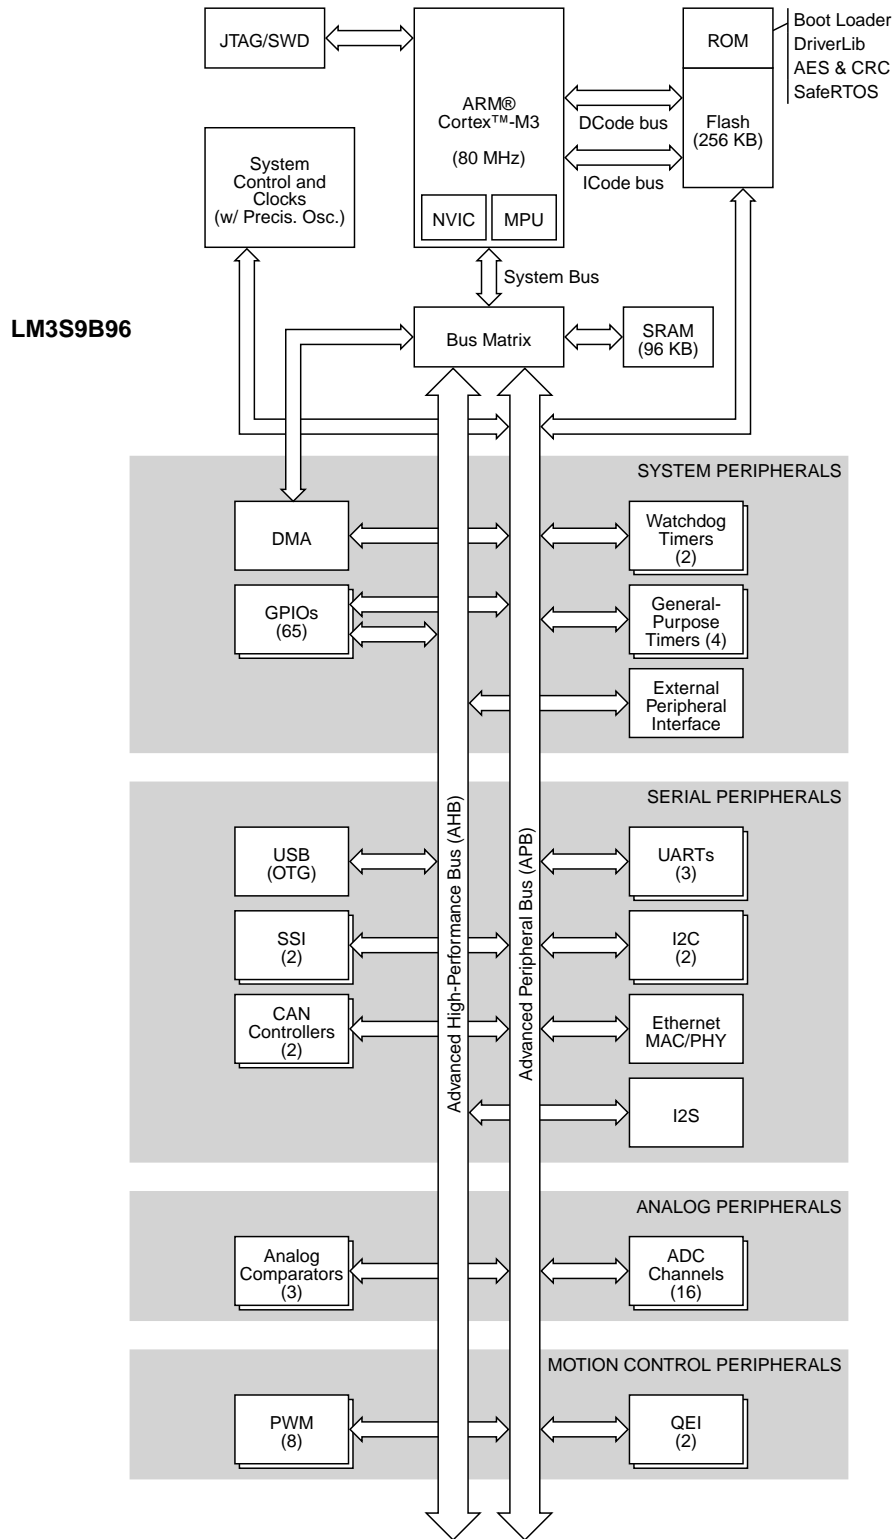 JTAG/SWD
ARM®
Cortex™-M3
(80 MHz)
NVIC
MPU
ROM
Boot Loader
DriverLib
AES & CRC
SafeRTOS
Flash
(256 KB)
DCode bus
ICode bus
System
Control and
Clocks
(w/ Precis. Osc.)
System Bus
LM3S9B96
Bus Matrix
SRAM
(96 KB)
SYSTEM PERIPHERALS
DMA
Watchdog
Timers
(2)
GPIOs
(65)
General-
Purpose
Timers (4)
External
Peripheral
Interface
Advanced High-Performance Bus (AHB)
Advanced Peripheral Bus (APB)
SERIAL PERIPHERALS
USB
(OTG)
UARTs
(3)
SSI
(2)
I2C
(2)
CAN
Controllers
(2)
Ethernet
MAC/PHY
I2S
ANALOG PERIPHERALS
Analog
Comparators
(3)
ADC
Channels
(16)
MOTION CONTROL PERIPHERALS
PWM
(8)
QEI
(2)